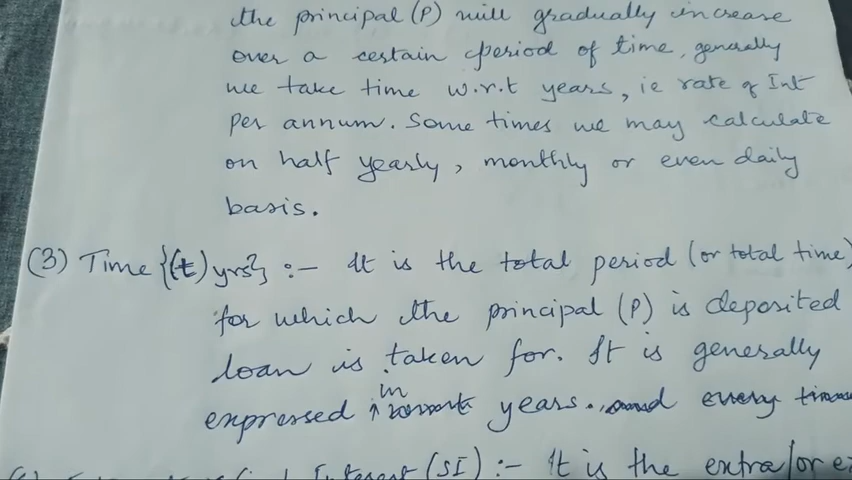 the principal (P) will gradually increase
over a certain period of time, generally
we take time w.r.t years, ie rate of Int
Per annum. Some times we may calculate
on half yearly, monthly or even daily
basis.
(3) Time {(t) yrs} :- It is the total period (or total time)
for which the principal (P) is deposited
loan is taken for. It is generally
expressed in years. and every
Interest (SI) :- It is the extra/or